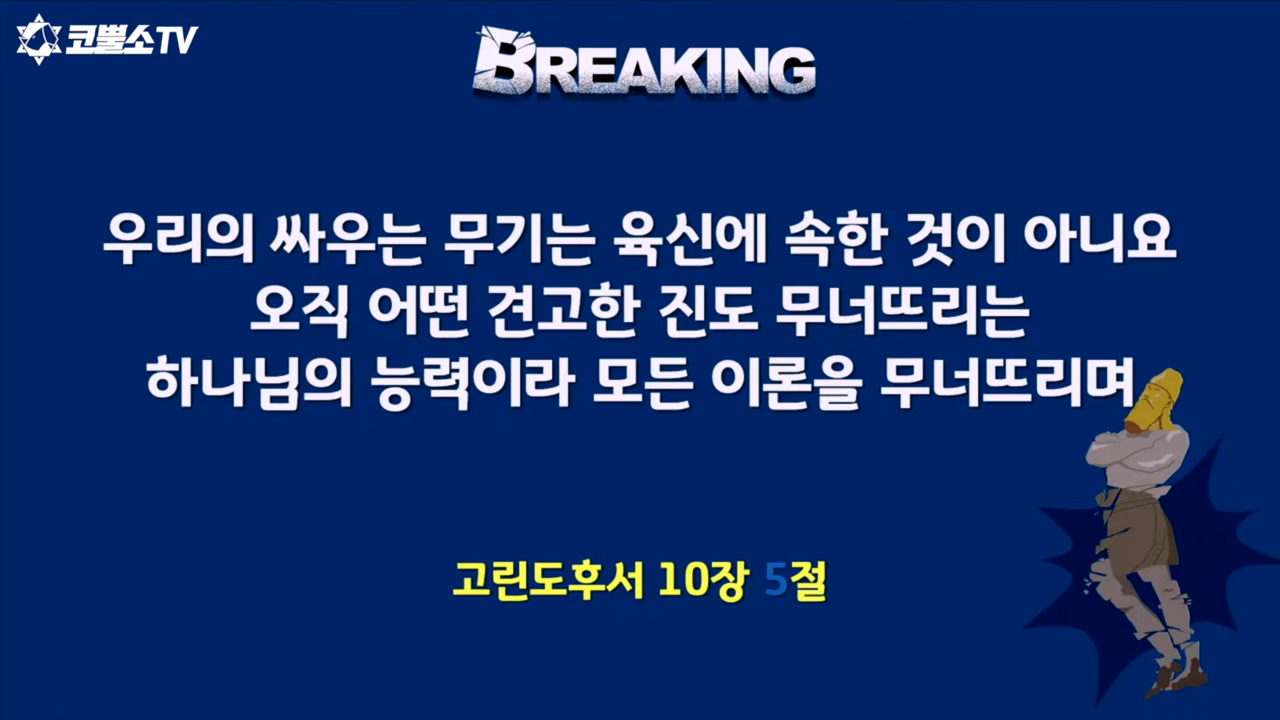 코뿔소TV
BREAKING
우리의 싸우는 무기는 육신에 속한 것이 아니요
오직 어떤 견고한 진도 무너뜨리는
하나님의 능력이라 모든 이론을 무너뜨리며
고린도후서 10장 5절